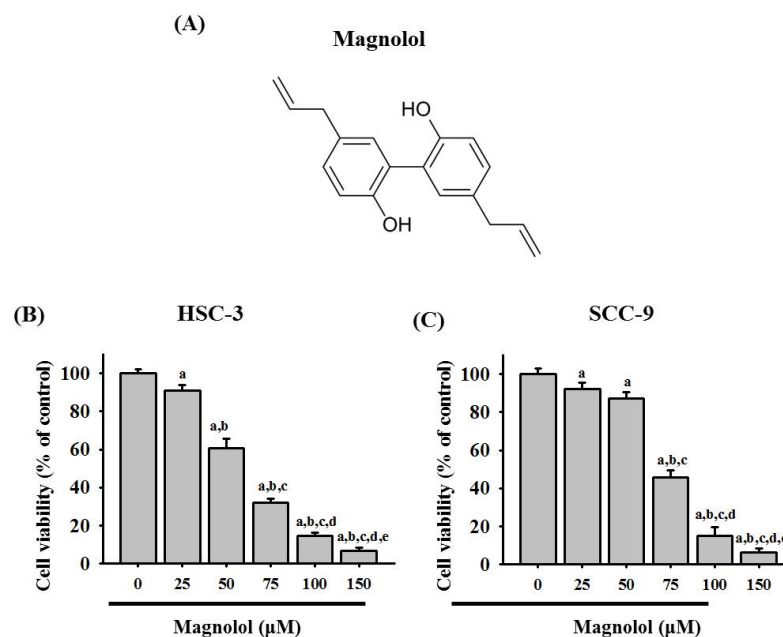 (A)
Magnolol
HO
OH
(B)
HSC-3
Cell viability (% of control)
100
80
60
40
20
0
a
a,b
a,b,c
a,b,c,d
a,b,c,d,e
0 25 50 75 100 150
Magnolol (μM)
(C)
SCC-9
Cell viability (% of control)
100
80
60
40
20
0
a
a
a,b,c
a,b,c,d
a,b,c,d,e
0 25 50 75 100 150
Magnolol (μM)